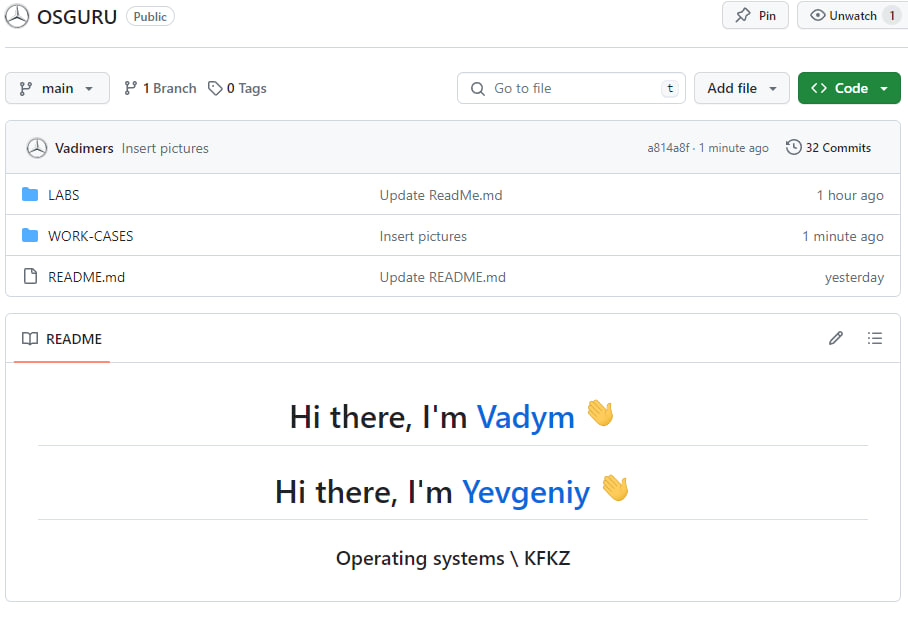 OSGURU Public Pin Unwatch 1
main 1 Branch 0 Tags Go to file t Add file Code
Vadimers Insert pictures a814a8f · 1 minute ago 32 Commits
LABS Update ReadMe.md 1 hour ago
WORK-CASES Insert pictures 1 minute ago
README.md Update README.md yesterday
README
Hi there, I'm Vadym 👋
Hi there, I'm Yevgeniy 👋
Operating systems \ KFKZ